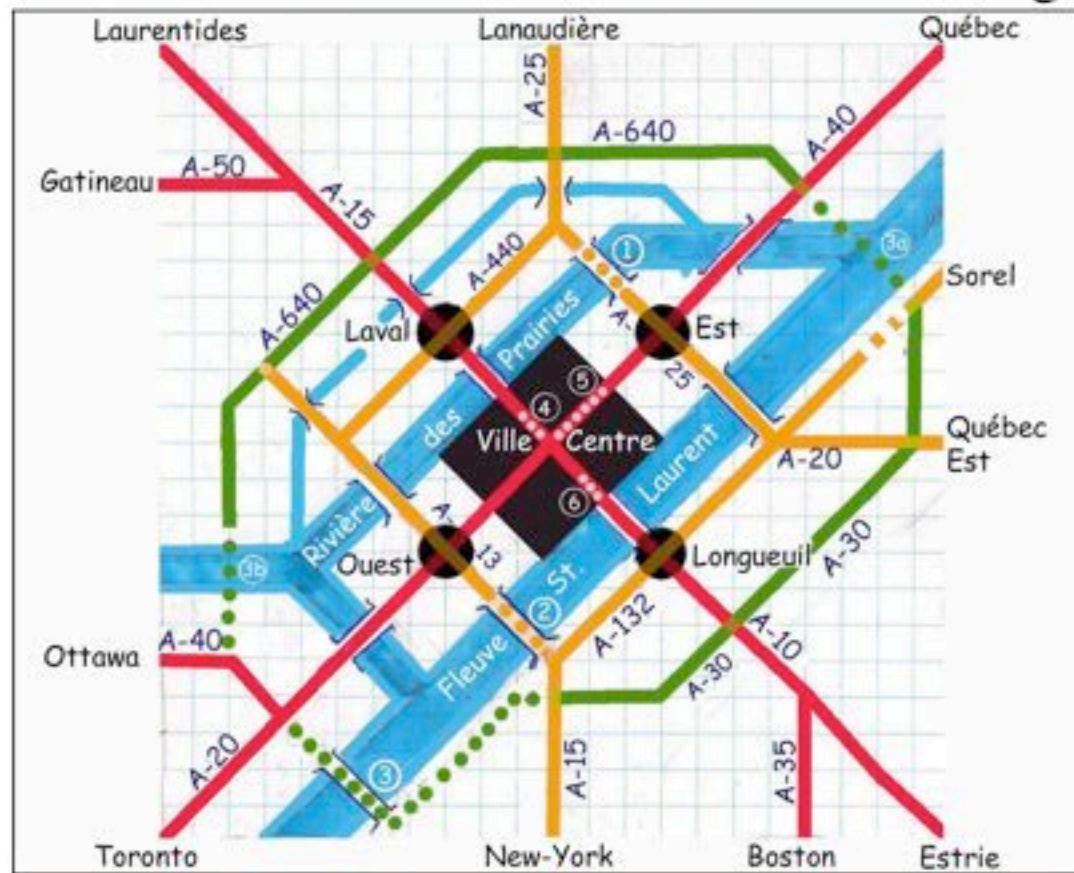 Laurentides
Lanaudière
Québec
A-25
A-640
A-40
A-50
Gatineau
A-15
A-440
1
3a
A-640
Sorel
Laval
Prairies
Est
A-
25
5
4
des
Ville Centre
Québec
Est
A-20
Laurent
6
Rivière
A-
13
Ouest
Longueuil
A-30
3b
St.
2
A-132
A-40
Ottawa
Fleuve
A-10
A-30
A-20
3
A-15
A-35
Toronto
New-York
Boston
Estrie